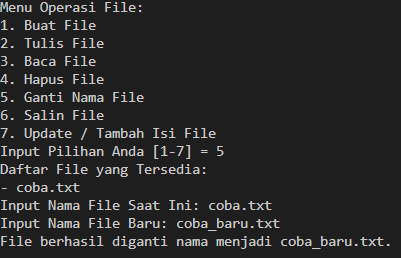 Menu Operasi File:
1. Buat File
2. Tulis File
3. Baca File
4. Hapus File
5. Ganti Nama File
6. Salin File
7. Update / Tambah Isi File
Input Pilihan Anda [1-7] = 5
Daftar File yang Tersedia:
- coba.txt
Input Nama File Saat Ini: coba.txt
Input Nama File Baru: coba_baru.txt
File berhasil diganti nama menjadi coba_baru.txt.